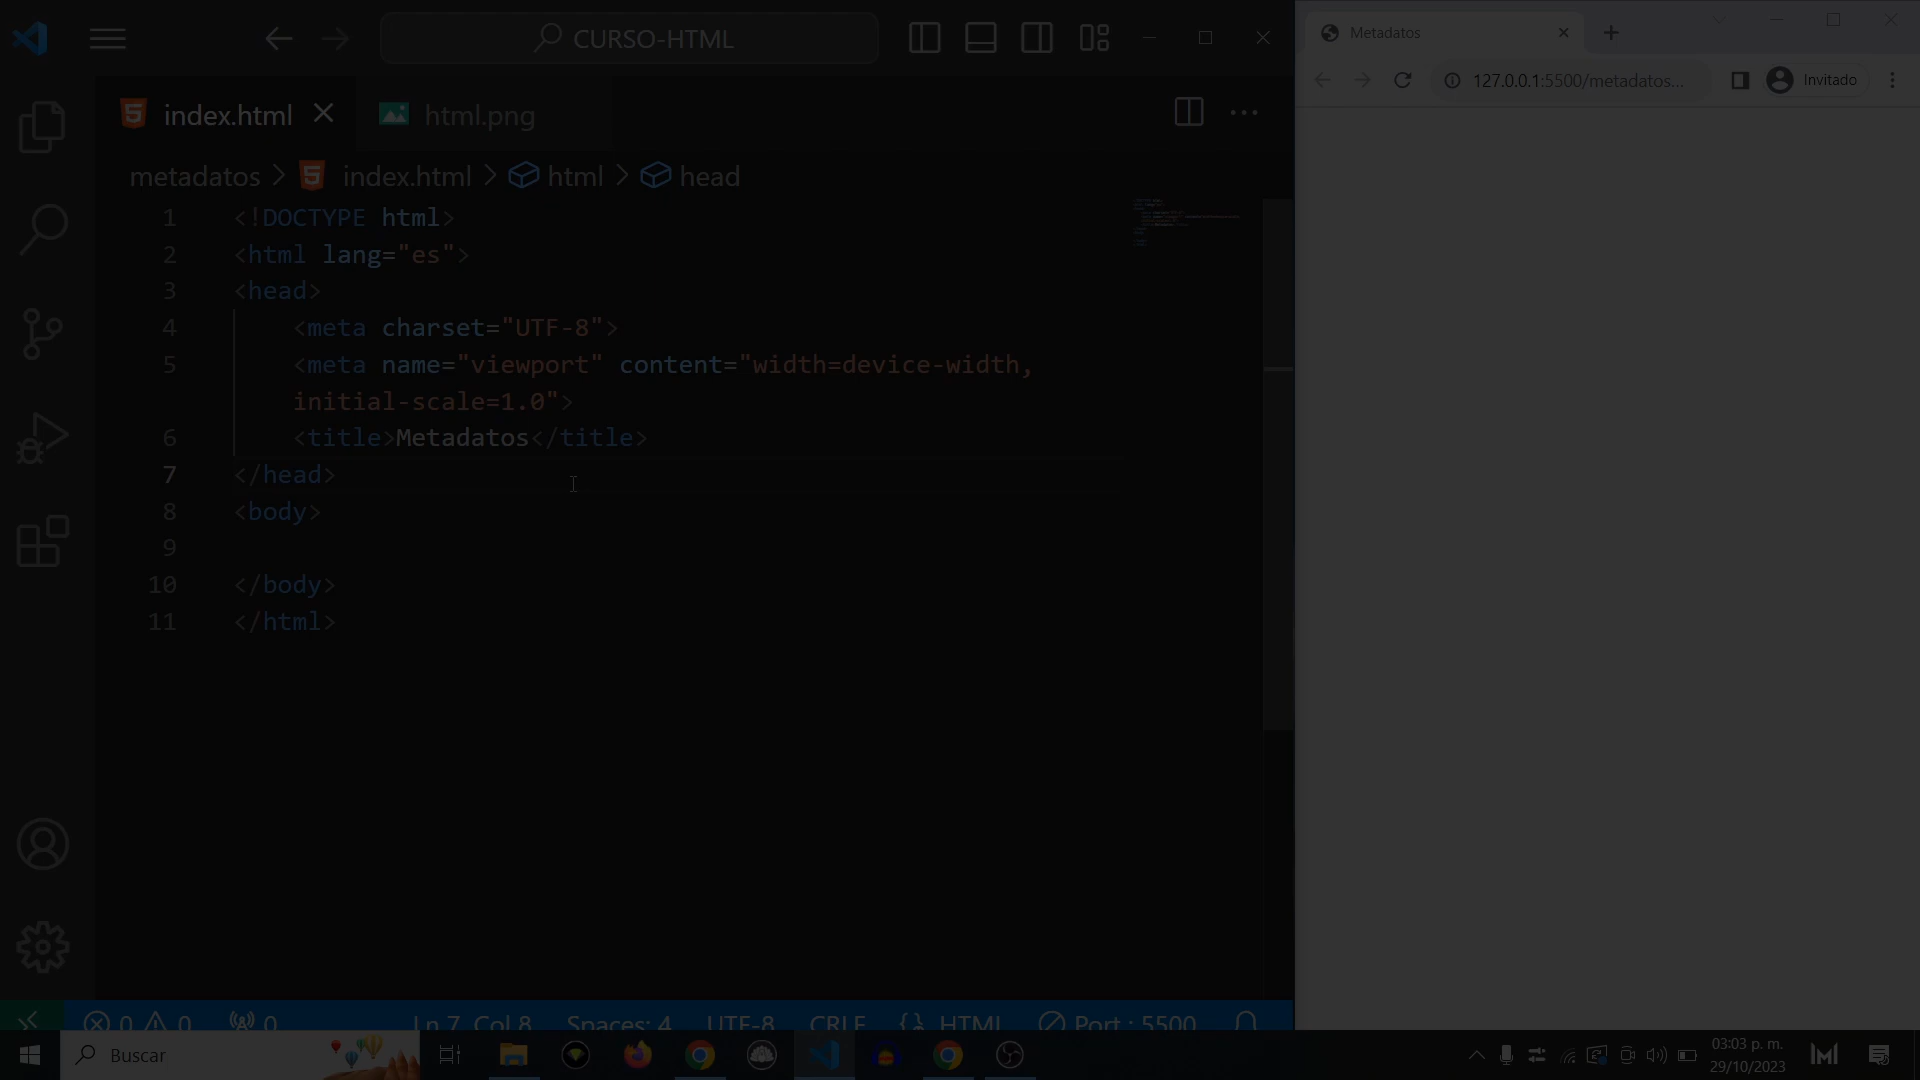 CURSO-HTML
index.html
html.png
metadatos > index.html > html > head
1 <!DOCTYPE html>
2 <html lang="es">
3 <head>
4 <meta charset="UTF-8">
5 <meta name="viewport" content="width=device-width,
initial-scale=1.0">
6 <title>Metadatos</title>
7 </head>
8 <body>
9
10 </body>
11 </html>
0 0 0 Ln 7, Col 8 Spaces: 4 UTF-8 CRLF {} HTML Port : 5500
Metadatos
127.0.0.1:5500/metadatos...
Invitado
Buscar
03:03 p. m.
29/10/2023